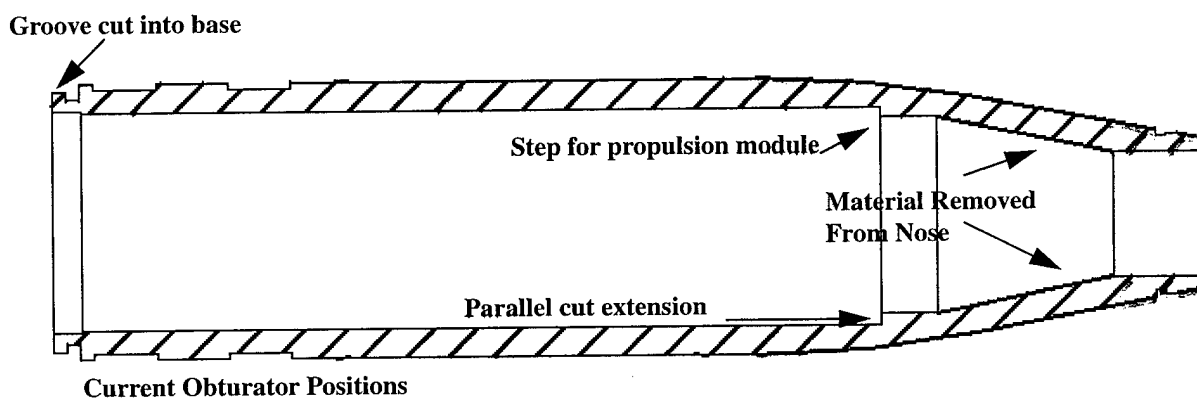 Groove cut into base
Step for propulsion module
Material Removed
From Nose
Parallel cut extension
Current Obturator Positions